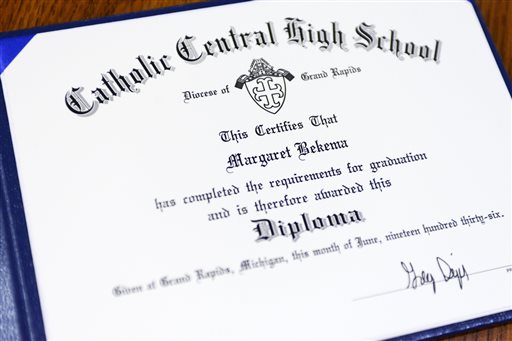 Catholic Central High School
Diocese of Grand Rapids
This Certifies That
Margaret Bekema
has completed the requirements for graduation
and is therefore awarded this
Diploma
Given at Grand Rapids, Michigan, this month of June, nineteen hundred thirty-six.
Greg